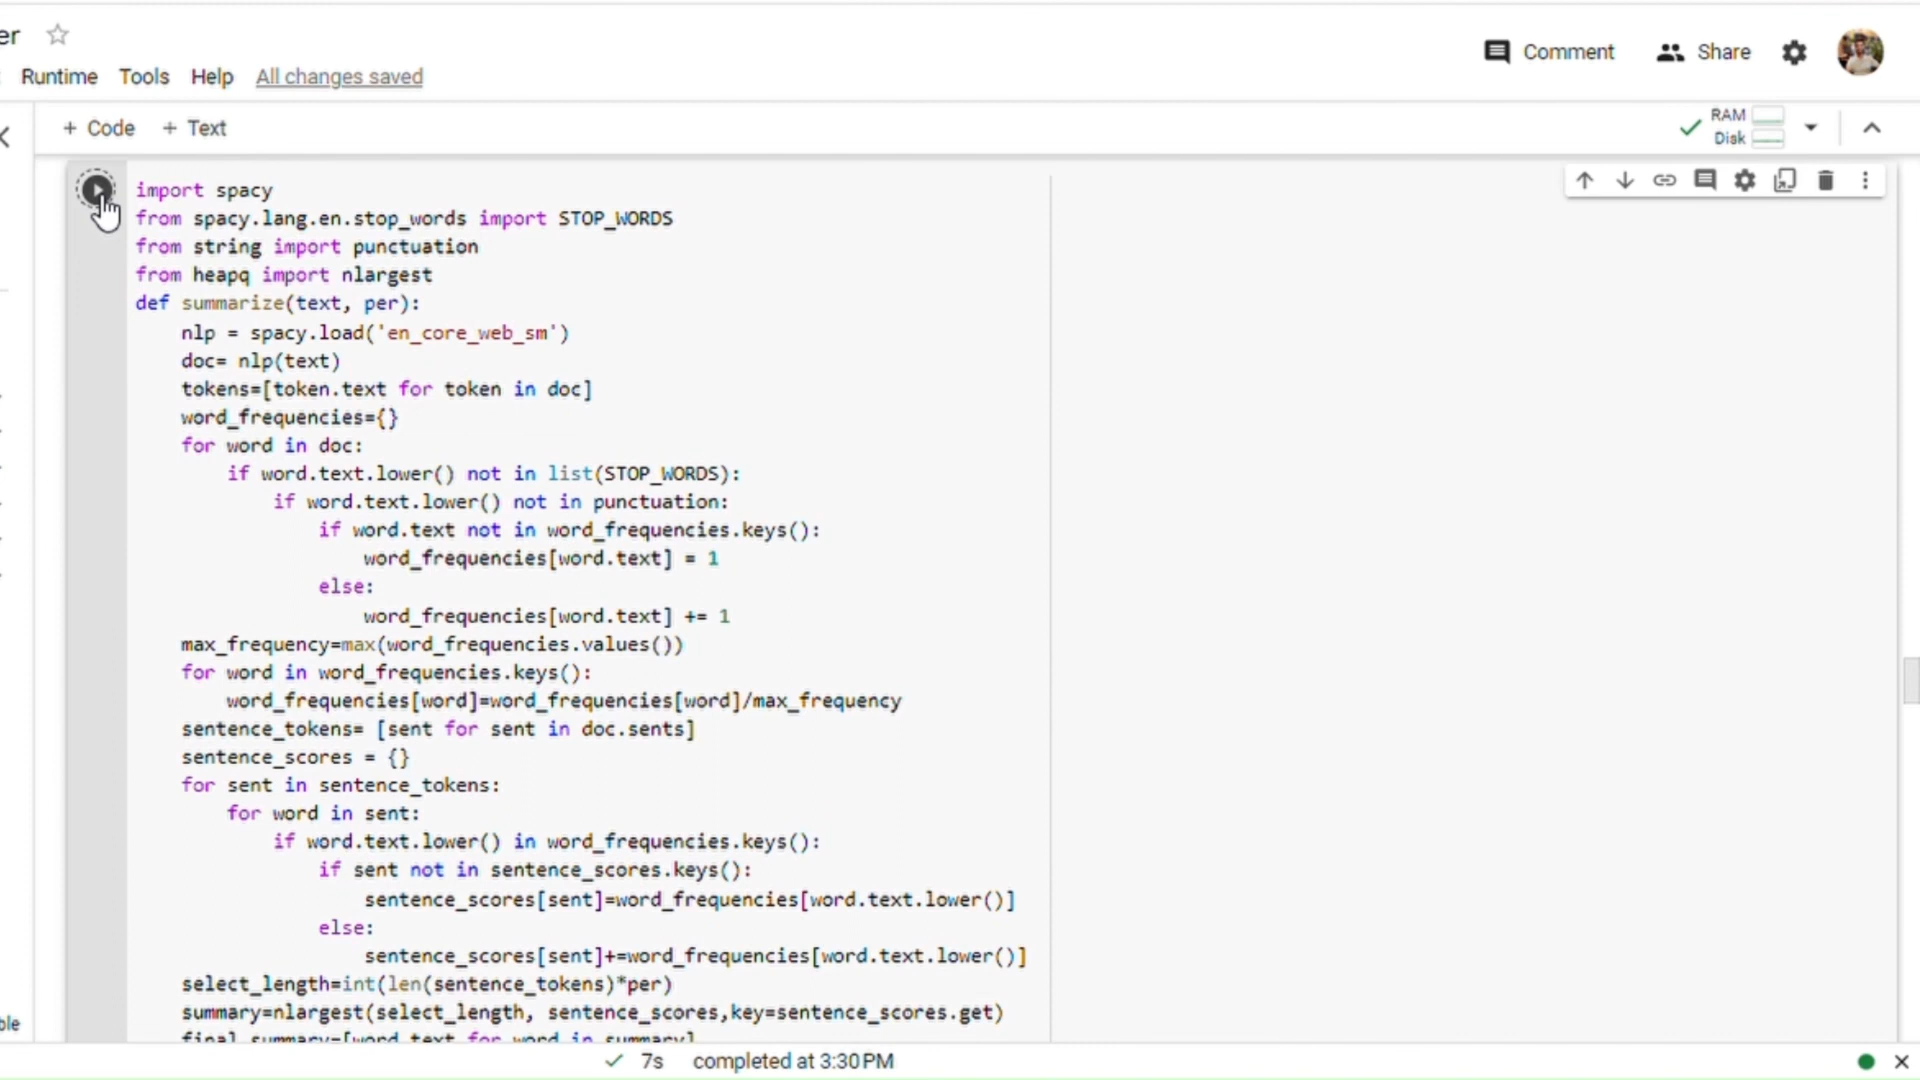 er
Comment
Share
Runtime Tools Help All changes saved
+ Code + Text
RAM
Disk
import spacy
from spacy.lang.en.stop_words import STOP_WORDS
from string import punctuation
from heapq import nlargest
def summarize(text, per):
    nlp = spacy.load('en_core_web_sm')
    doc= nlp(text)
    tokens=[token.text for token in doc]
    word_frequencies={}
    for word in doc:
        if word.text.lower() not in list(STOP_WORDS):
            if word.text.lower() not in punctuation:
                if word.text not in word_frequencies.keys():
                    word_frequencies[word.text] = 1
                else:
                    word_frequencies[word.text] += 1
    max_frequency=max(word_frequencies.values())
    for word in word_frequencies.keys():
        word_frequencies[word]=word_frequencies[word]/max_frequency
    sentence_tokens= [sent for sent in doc.sents]
    sentence_scores = {}
    for sent in sentence_tokens:
        for word in sent:
            if word.text.lower() in word_frequencies.keys():
                if sent not in sentence_scores.keys():
                    sentence_scores[sent]=word_frequencies[word.text.lower()]
                else:
                    sentence_scores[sent]+=word_frequencies[word.text.lower()]
    select_length=int(len(sentence_tokens)*per)
    summary=nlargest(select_length, sentence_scores,key=sentence_scores.get)
    final_summary=[word.text for word in summary]
ble
7s completed at 3:30 PM